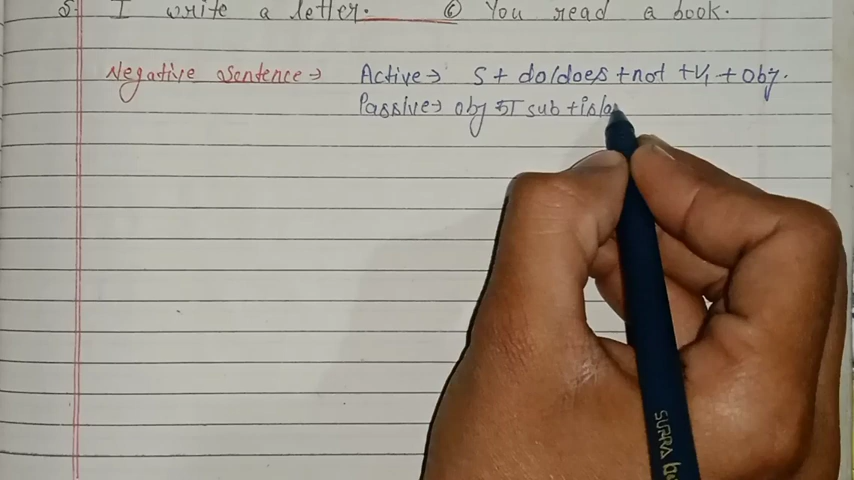 5. I write a letter. ⑥ You read a book.
Negative Sentence → Active → S + do/does + not + V₁ + Obj.
Passive → obj का sub + is/a
SUPRA